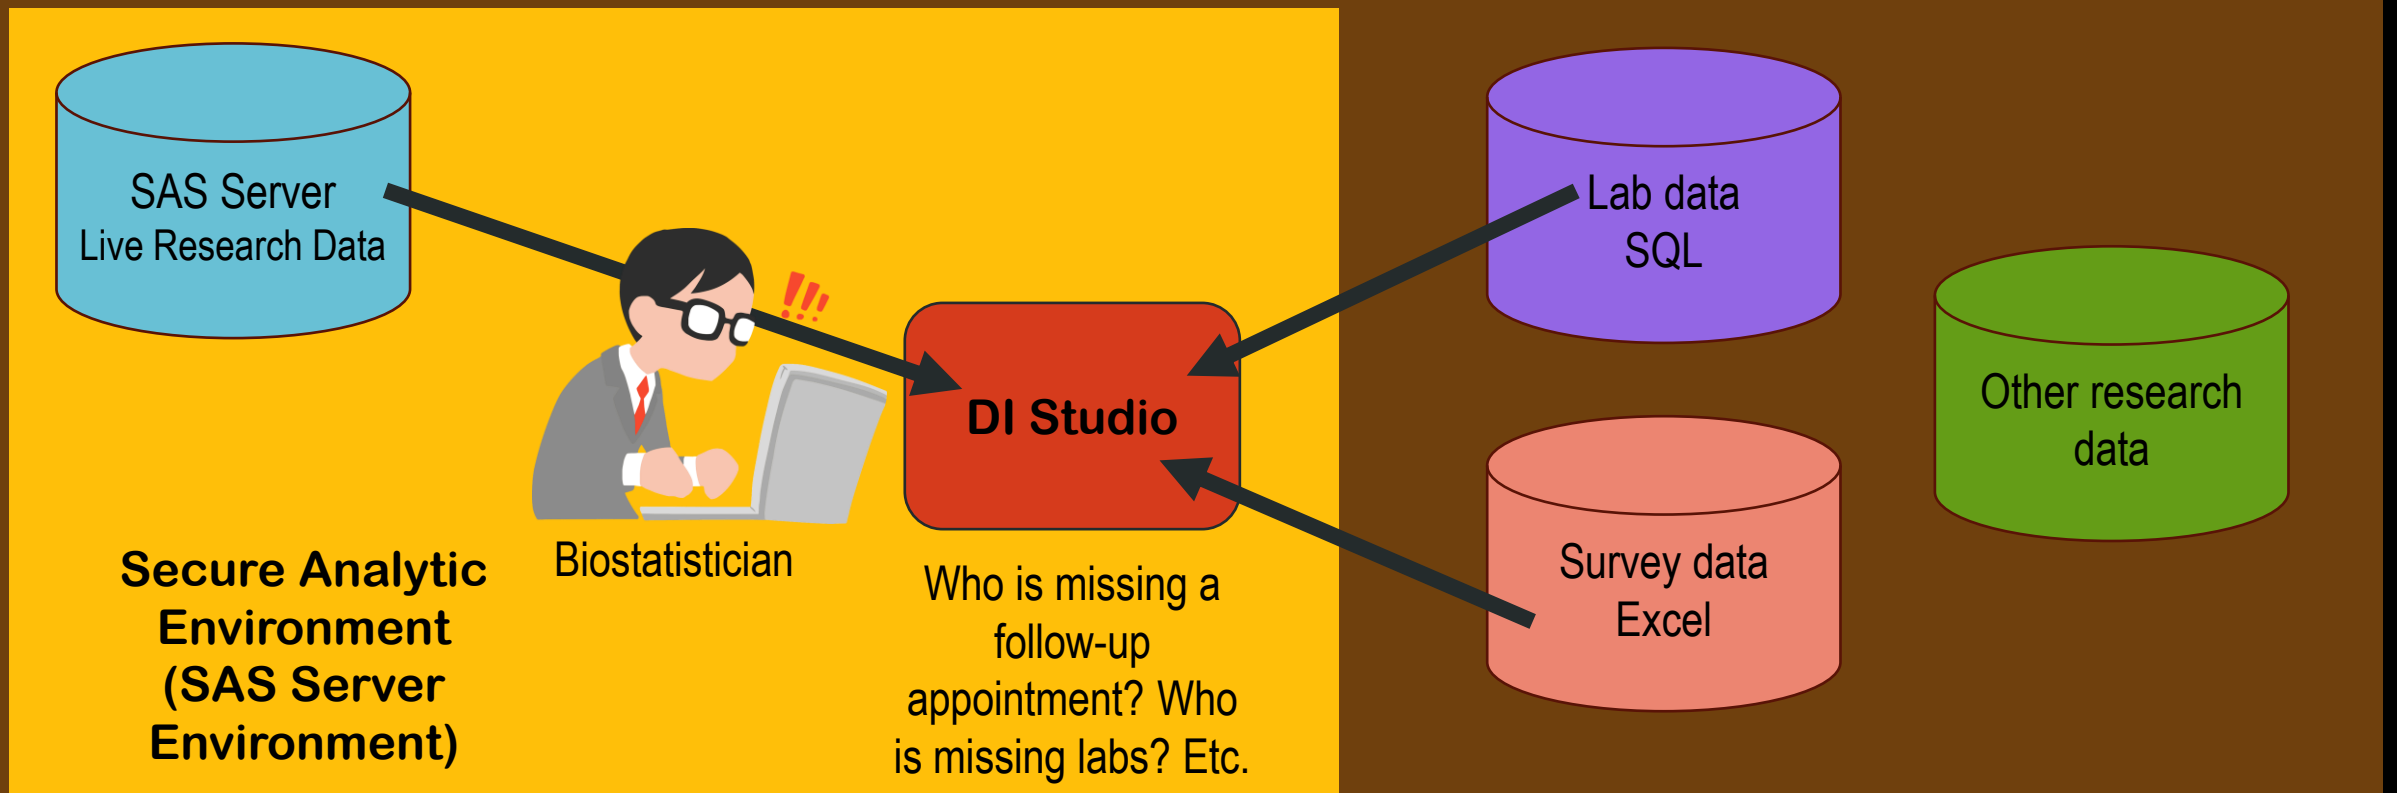 SAS Server
Live Research Data
Secure Analytic
Environment
(SAS Server
Environment)
Biostatistician
DI Studio
Who is missing a
follow-up
appointment? Who
is missing labs? Etc.
Lab data
SQL
Survey data
Excel
Other research
data